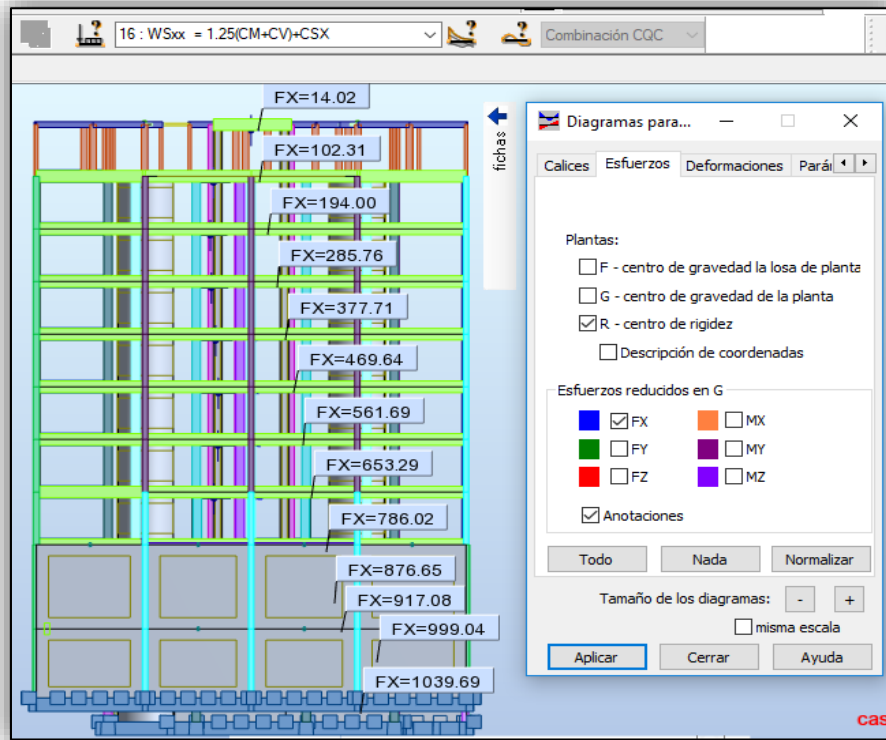 16 : WSxx = 1.25(CM+CV)+CSX
Combinación CQC
FX=14.02
FX=102.31
FX=194.00
FX=285.76
FX=377.71
FX=469.64
FX=561.69
FX=653.29
FX=786.02
FX=876.65
FX=917.08
FX=999.04
FX=1039.69
fichas
Diagramas para...
Calices Esfuerzos Deformaciones
Plantas:
F - centro de gravedad la losa de planta
G - centro de gravedad de la planta
R - centro de rigidez
Descripción de coordenadas
Esfuerzos reducidos en G
FX MX
FY MY
FZ MZ
Anotaciones
Todo Nada Normalizar
Tamaño de los diagramas: - +
misma escala
Aplicar Cerrar Ayuda